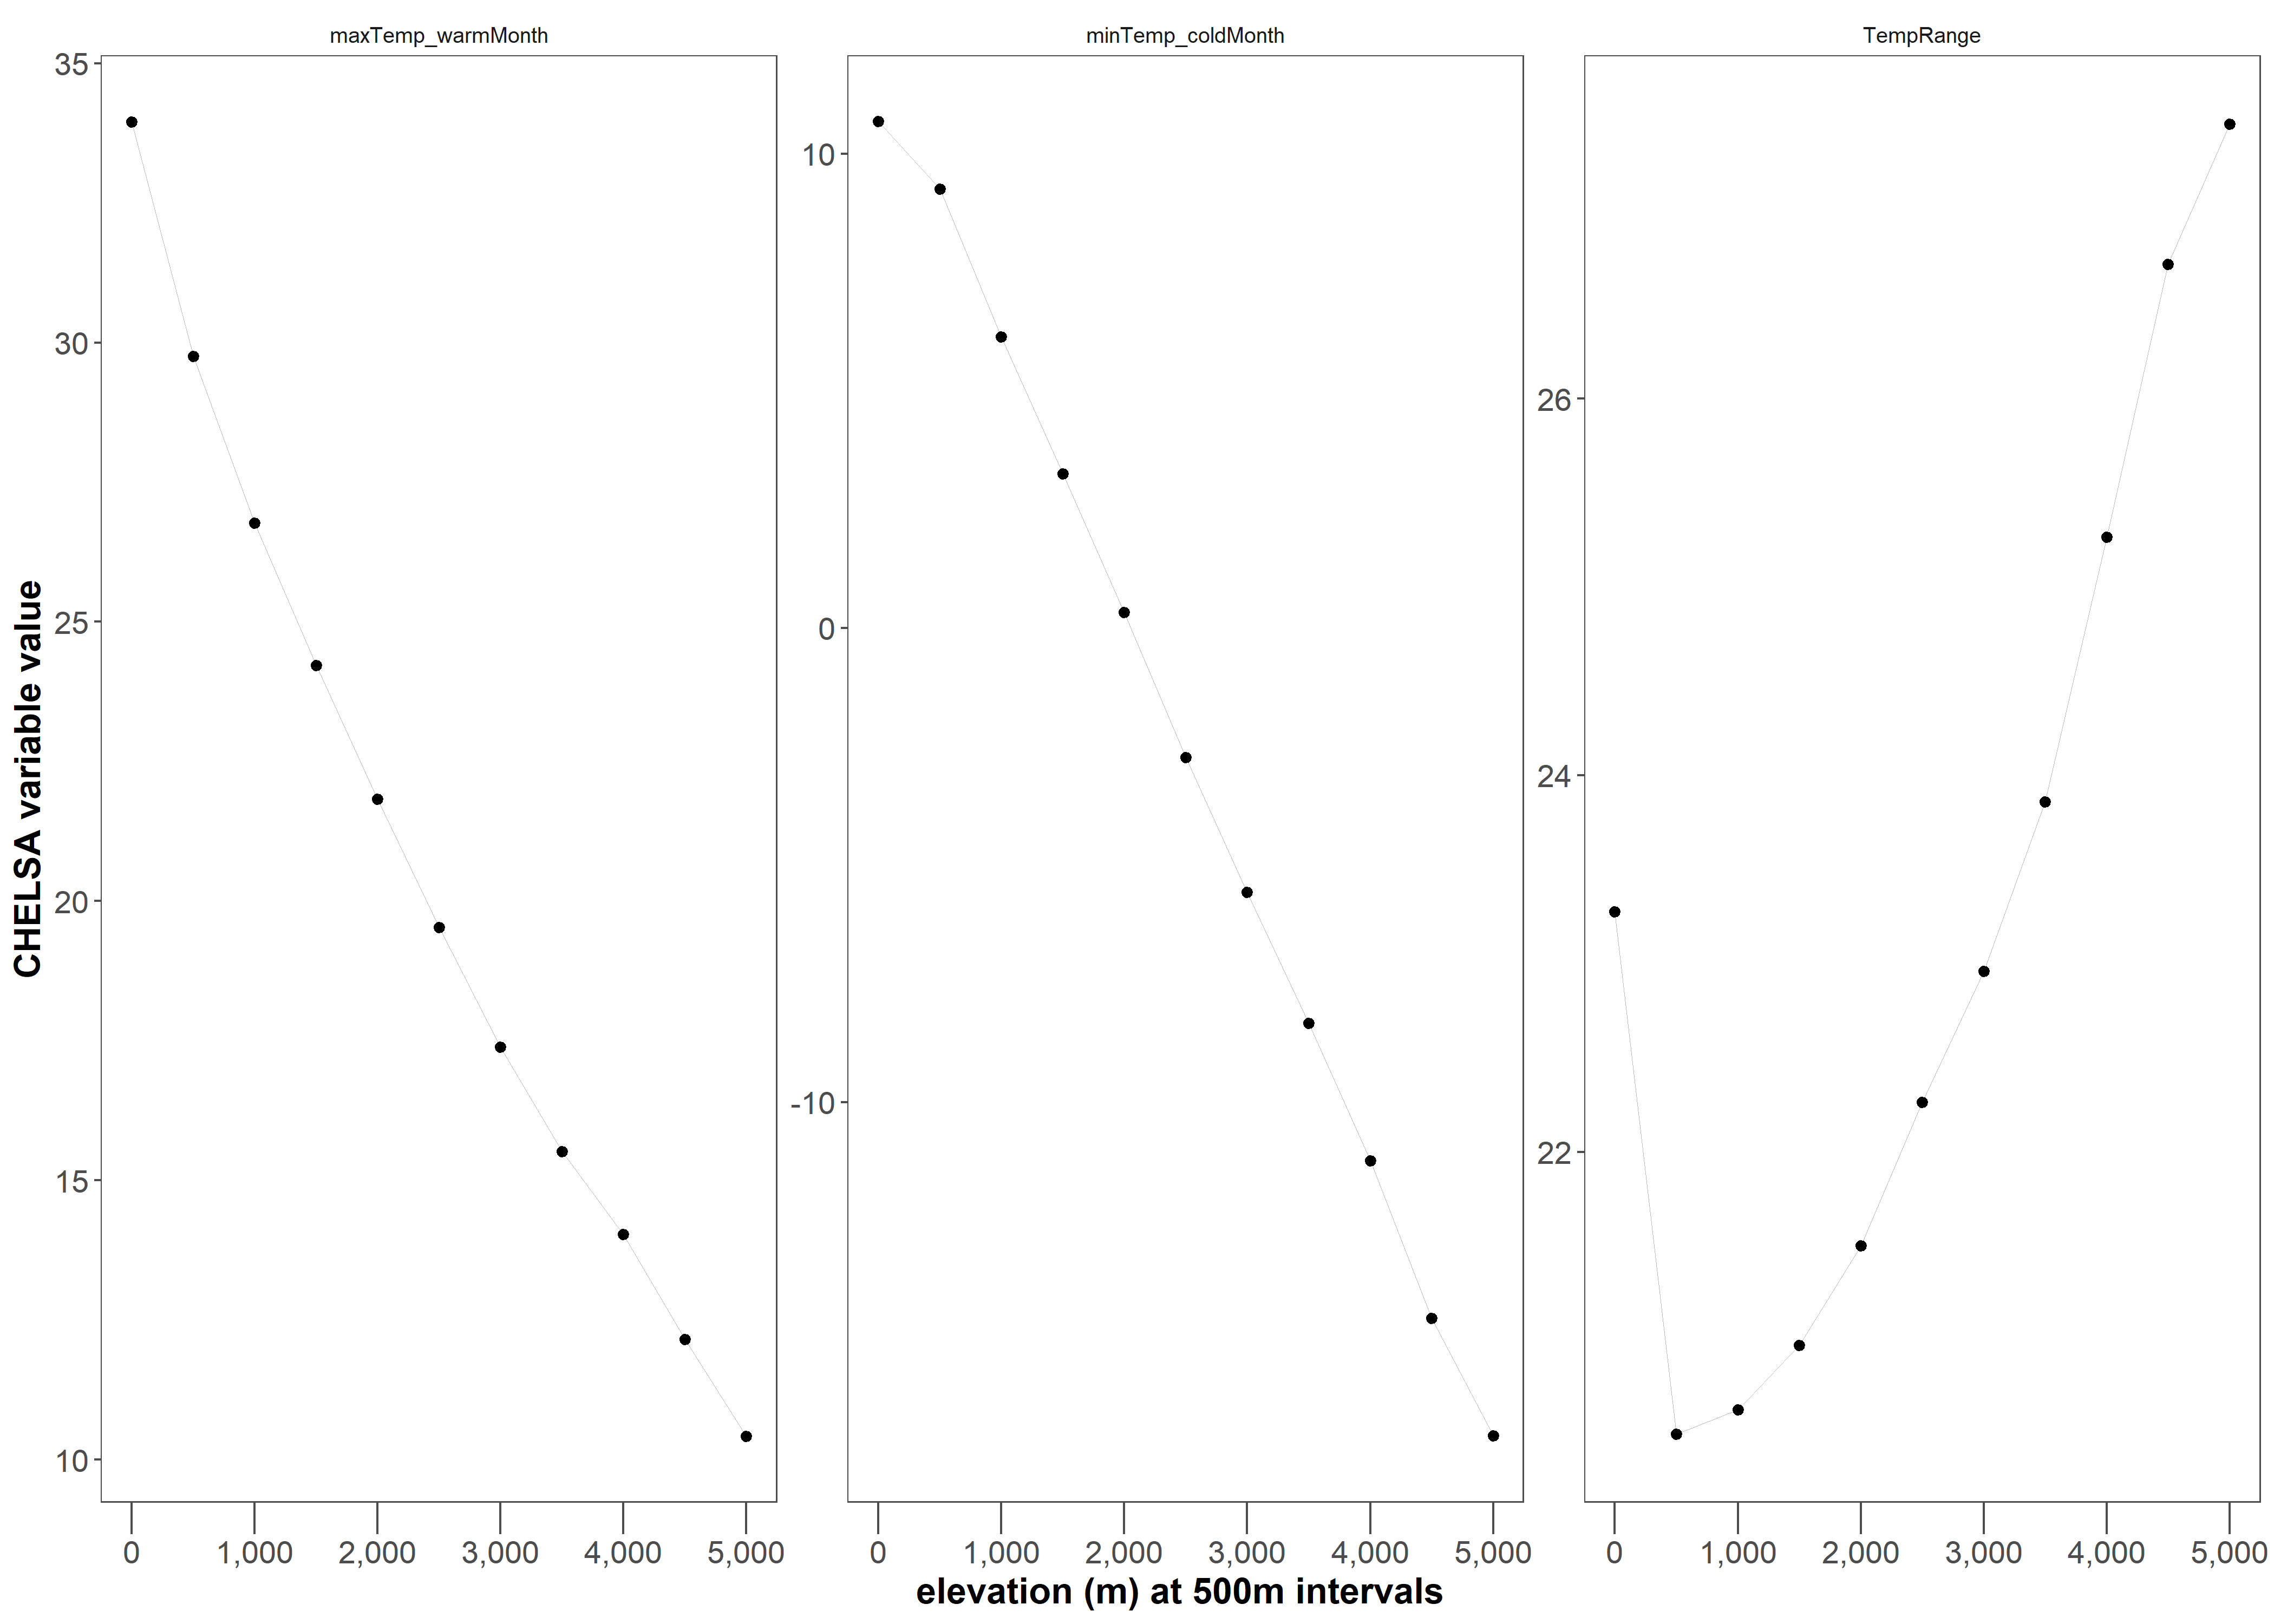 maxTemp_warmMonth
minTemp_coldMonth
TempRange
CHELSA variable value
35
30
25
20
15
10
10
0
-10
26
24
22
0 1,000 2,000 3,000 4,000 5,000
0 1,000 2,000 3,000 4,000 5,000
0 1,000 2,000 3,000 4,000 5,000
elevation (m) at 500m intervals